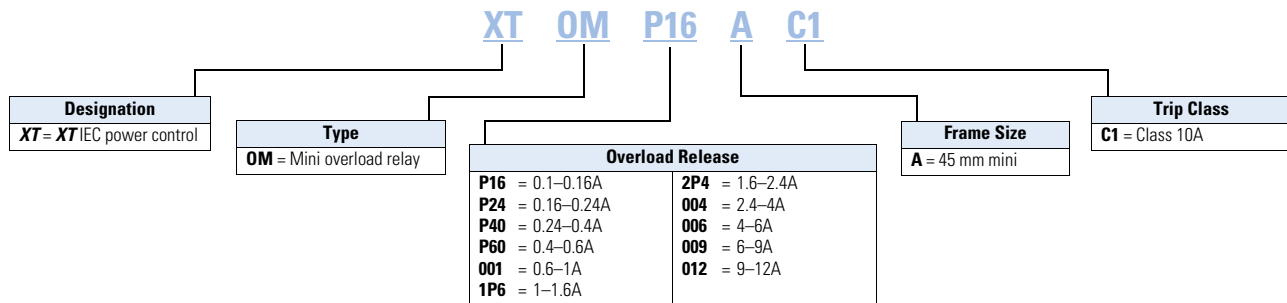 XT OM P16 A C1
Designation
XT = XT IEC power control
Type
OM = Mini overload relay
Overload Release
P16 = 0.1–0.16A
P24 = 0.16–0.24A
P40 = 0.24–0.4A
P60 = 0.4–0.6A
001 = 0.6–1A
1P6 = 1–1.6A
2P4 = 1.6–2.4A
004 = 2.4–4A
006 = 4–6A
009 = 6–9A
012 = 9–12A
Frame Size
A = 45 mm mini
Trip Class
C1 = Class 10A